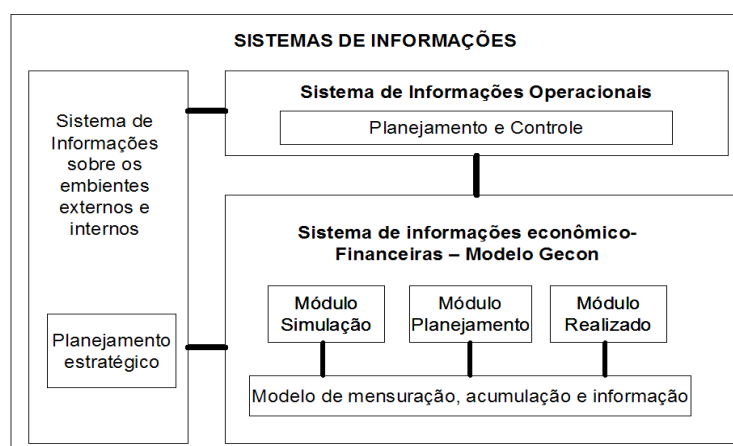 SISTEMAS DE INFORMAÇÕES
Sistema de
Informações
sobre os
embientes
externos e
internos
Planejamento
estratégico
Sistema de Informações Operacionais
Planejamento e Controle
Sistema de informações econômico-
Financeiras – Modelo Gecon
Módulo
Simulação
Módulo
Planejamento
Módulo
Realizado
Modelo de mensuração, acumulação e informação